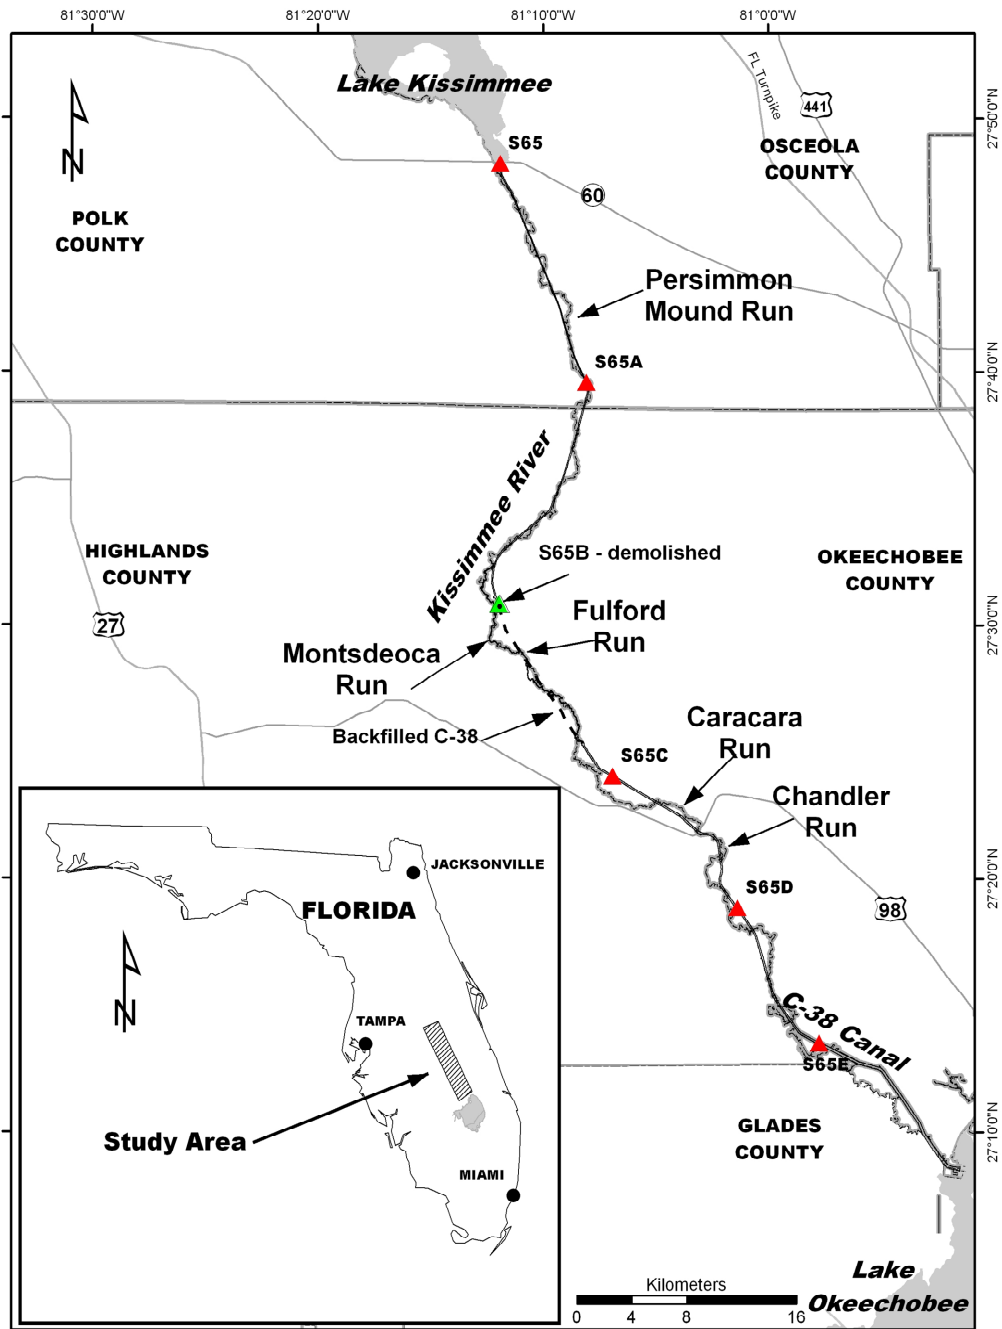 81°30'0"W
81°20'0"W
81°10'0"W
81°0'0"W
Lake Kissimmee
FL Turnpike
441
27°50'0"N
S65
OSCEOLA
COUNTY
N
60
POLK
COUNTY
Persimmon
Mound Run
S65A
27°40'0"N
Kissimmee River
HIGHLANDS
COUNTY
S65B - demolished
OKEECHOBEE
COUNTY
27
Fulford
Run
27°30'0"N
Montsdeoca
Run
Backfilled C-38
Caracara
Run
S65C
Chandler
Run
JACKSONVILLE
FLORIDA
S65D
27°20'0"N
98
N
TAMPA
C-38 Canal
S65E
Study Area
GLADES
COUNTY
27°10'0"N
MIAMI
Lake
Okeechobee
Kilometers
0 4 8 16